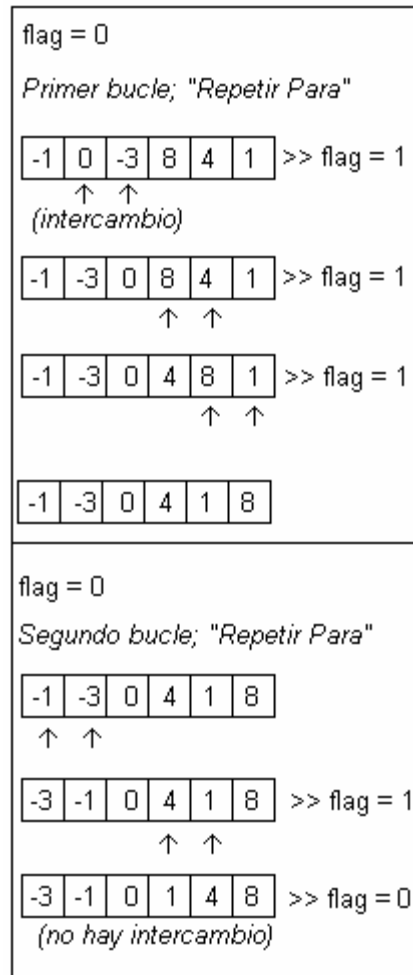 flag = 0
Primer bucle; "Repetir Para"
-1 0 -3 8 4 1 >> flag = 1
↑ ↑
(intercambio)
-1 -3 0 8 4 1 >> flag = 1
↑ ↑
-1 -3 0 4 8 1 >> flag = 1
↑ ↑
-1 -3 0 4 1 8
flag = 0
Segundo bucle; "Repetir Para"
-1 -3 0 4 1 8
↑ ↑
-3 -1 0 4 1 8 >> flag = 1
↑ ↑
-3 -1 0 1 4 8 >> flag = 0
(no hay intercambio)